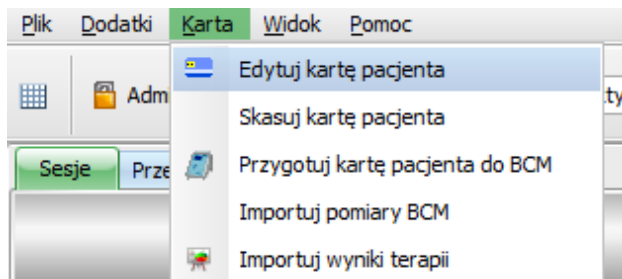 Plik Dodatki Karta Widok Pomoc
Edytuj kartę pacjenta
Skasuj kartę pacjenta
Przygotuj kartę pacjenta do BCM
Importuj pomiary BCM
Importuj wyniki terapii
Sesje